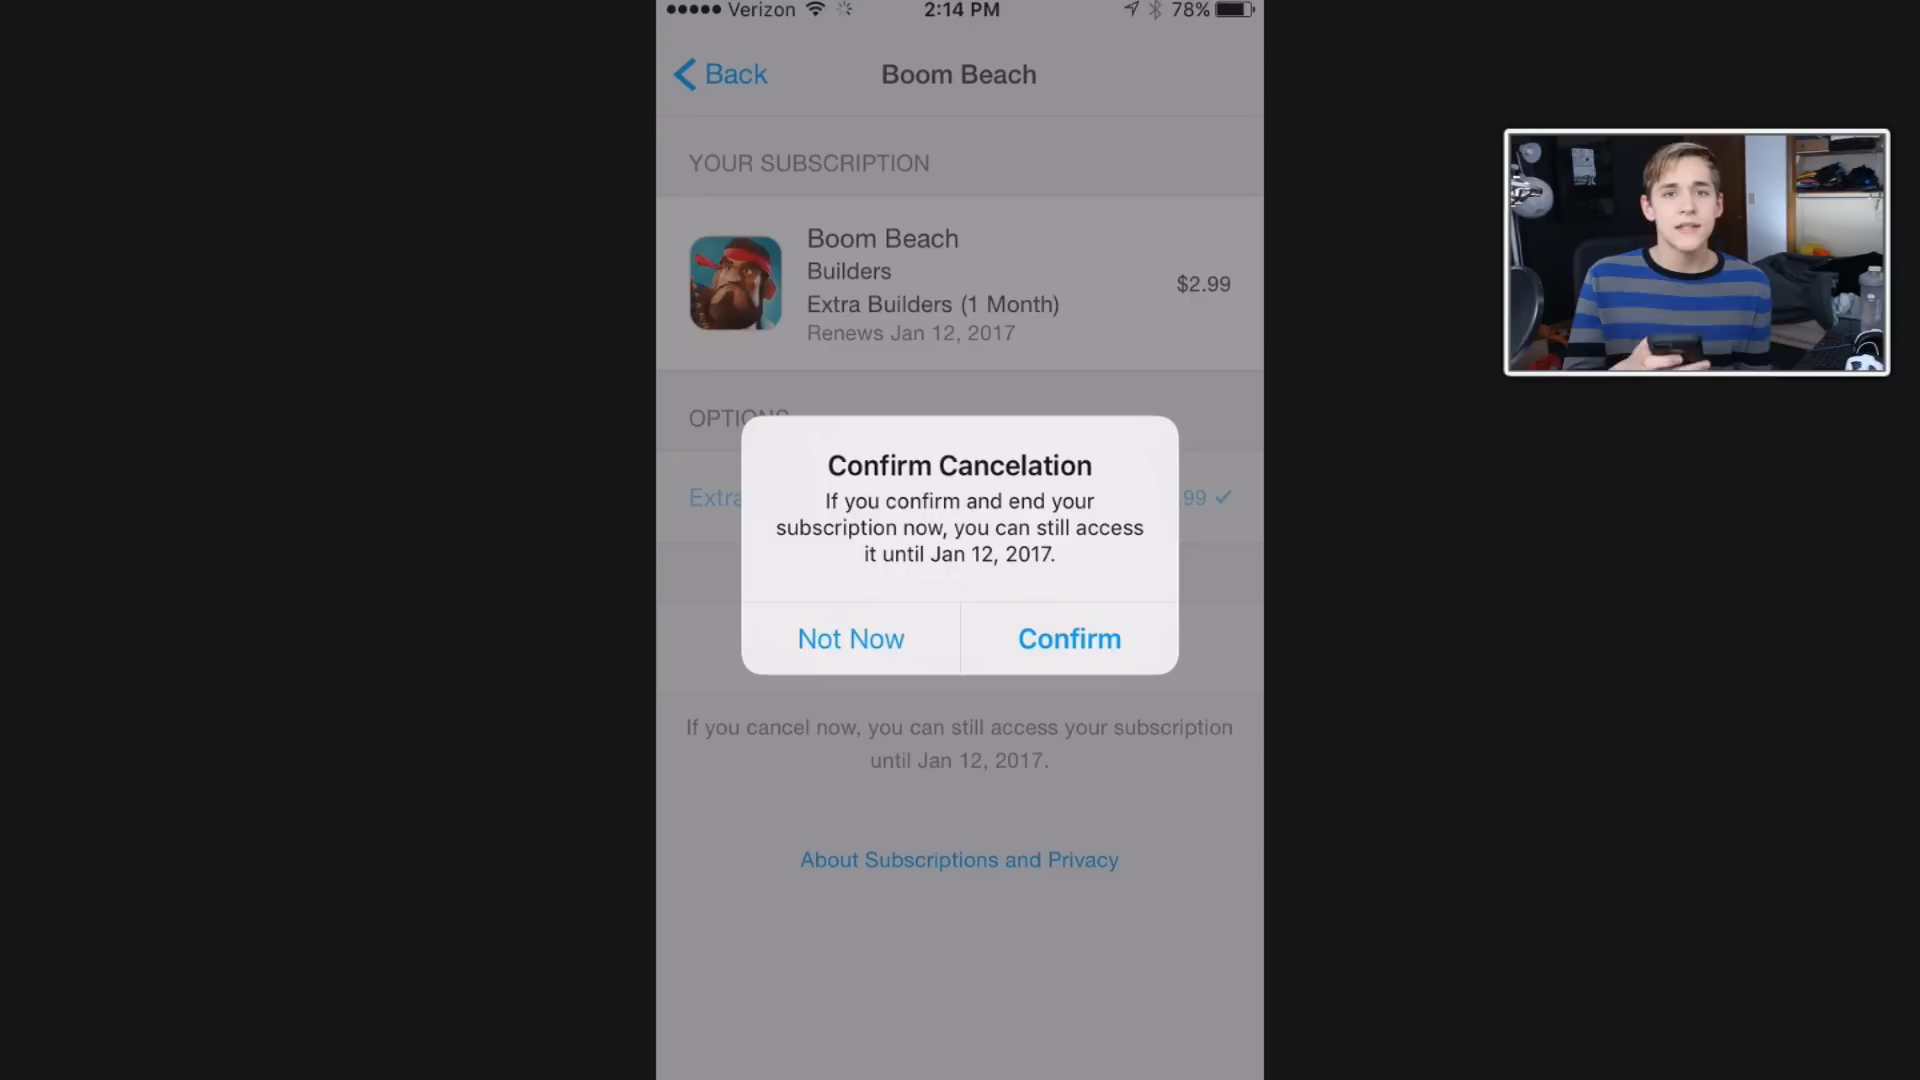 Verizon 2:14 PM 78%
Back Boom Beach
YOUR SUBSCRIPTION
Boom Beach
Builders
$2.99
Extra Builders (1 Month)
Renews Jan 12, 2017
OPTIONS
Extra 99
Confirm Cancelation
If you confirm and end your
subscription now, you can still access
it until Jan 12, 2017.
Not Now Confirm
If you cancel now, you can still access your subscription
until Jan 12, 2017.
About Subscriptions and Privacy